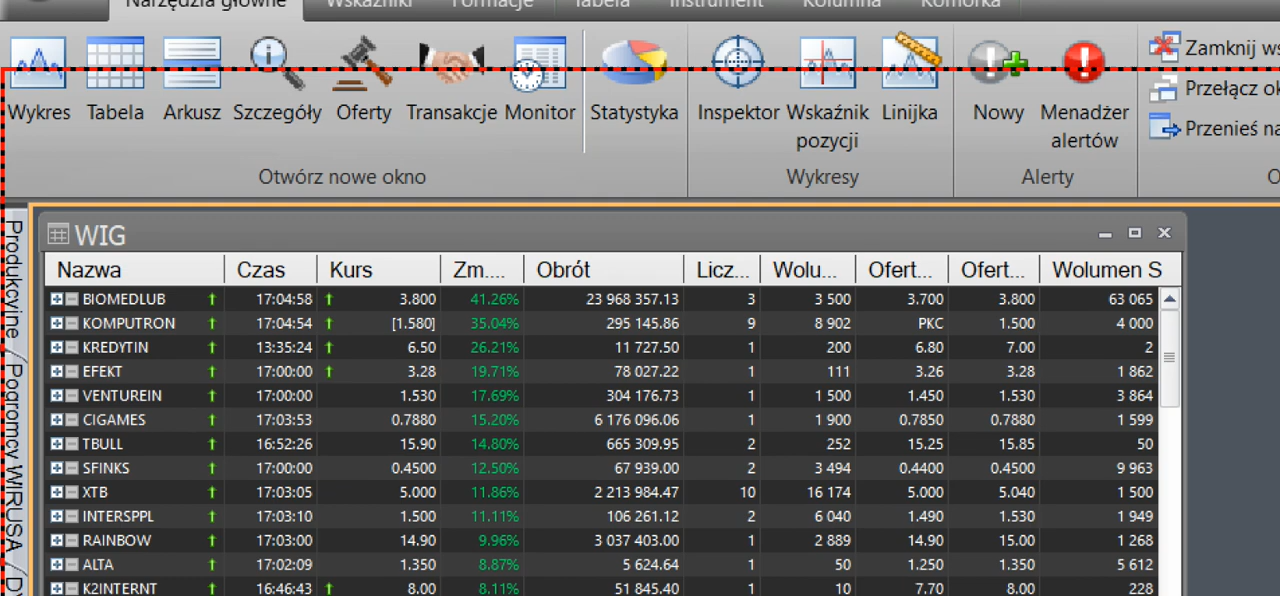 Narzędzia główne Wskaźniki Formacje Tabela Instrument Kolumna Komórka
Wykres Tabela Arkusz Szczegóły Oferty Transakcje Monitor Statystyka Inspektor Wskaźnik pozycji Linijka Nowy Menadżer alertów
Zamknij ws
Przełącz ok
Przenieś na
Otwórz nowe okno Wykresy Alerty O
Produkcyjne / Pogromcy WIRUSA / DY
WIG
Nazwa Czas Kurs Zm.... Obrót Licz... Wolu... Ofert... Ofert... Wolumen S
BIOMEDLUB 17:04:58 3.800 41.26% 23 968 357.13 3 3 500 3.700 3.800 63 065
KOMPUTRON 17:04:54 [1.580] 35.04% 295 145.86 9 8 902 PKC 1.500 4 000
KREDYTIN 13:35:24 6.50 26.21% 11 727.50 1 200 6.80 7.00 2
EFEKT 17:00:00 3.28 19.71% 78 027.22 1 111 3.26 3.28 1 862
VENTUREIN 17:00:00 1.530 17.69% 304 176.73 1 1 500 1.450 1.530 3 864
CIGAMES 17:03:53 0.7880 15.20% 6 176 096.06 1 1 900 0.7850 0.7880 1 599
TBULL 16:52:26 15.90 14.80% 665 309.95 2 252 15.25 15.85 50
SFINKS 17:00:00 0.4500 12.50% 67 939.00 2 3 494 0.4400 0.4500 9 963
XTB 17:03:05 5.000 11.86% 2 213 984.47 10 16 174 5.000 5.040 1 500
INTERSPPL 17:03:10 1.500 11.11% 106 261.12 2 6 040 1.490 1.530 1 949
RAINBOW 17:03:00 14.90 9.96% 3 037 403.00 1 2 889 14.90 15.00 1 268
ALTA 17:02:09 1.350 8.87% 5 624.64 1 50 1.250 1.350 5 612
K2INTERNT 16:46:43 8.00 8.11% 51 845.40 1 10 7.70 8.00 228